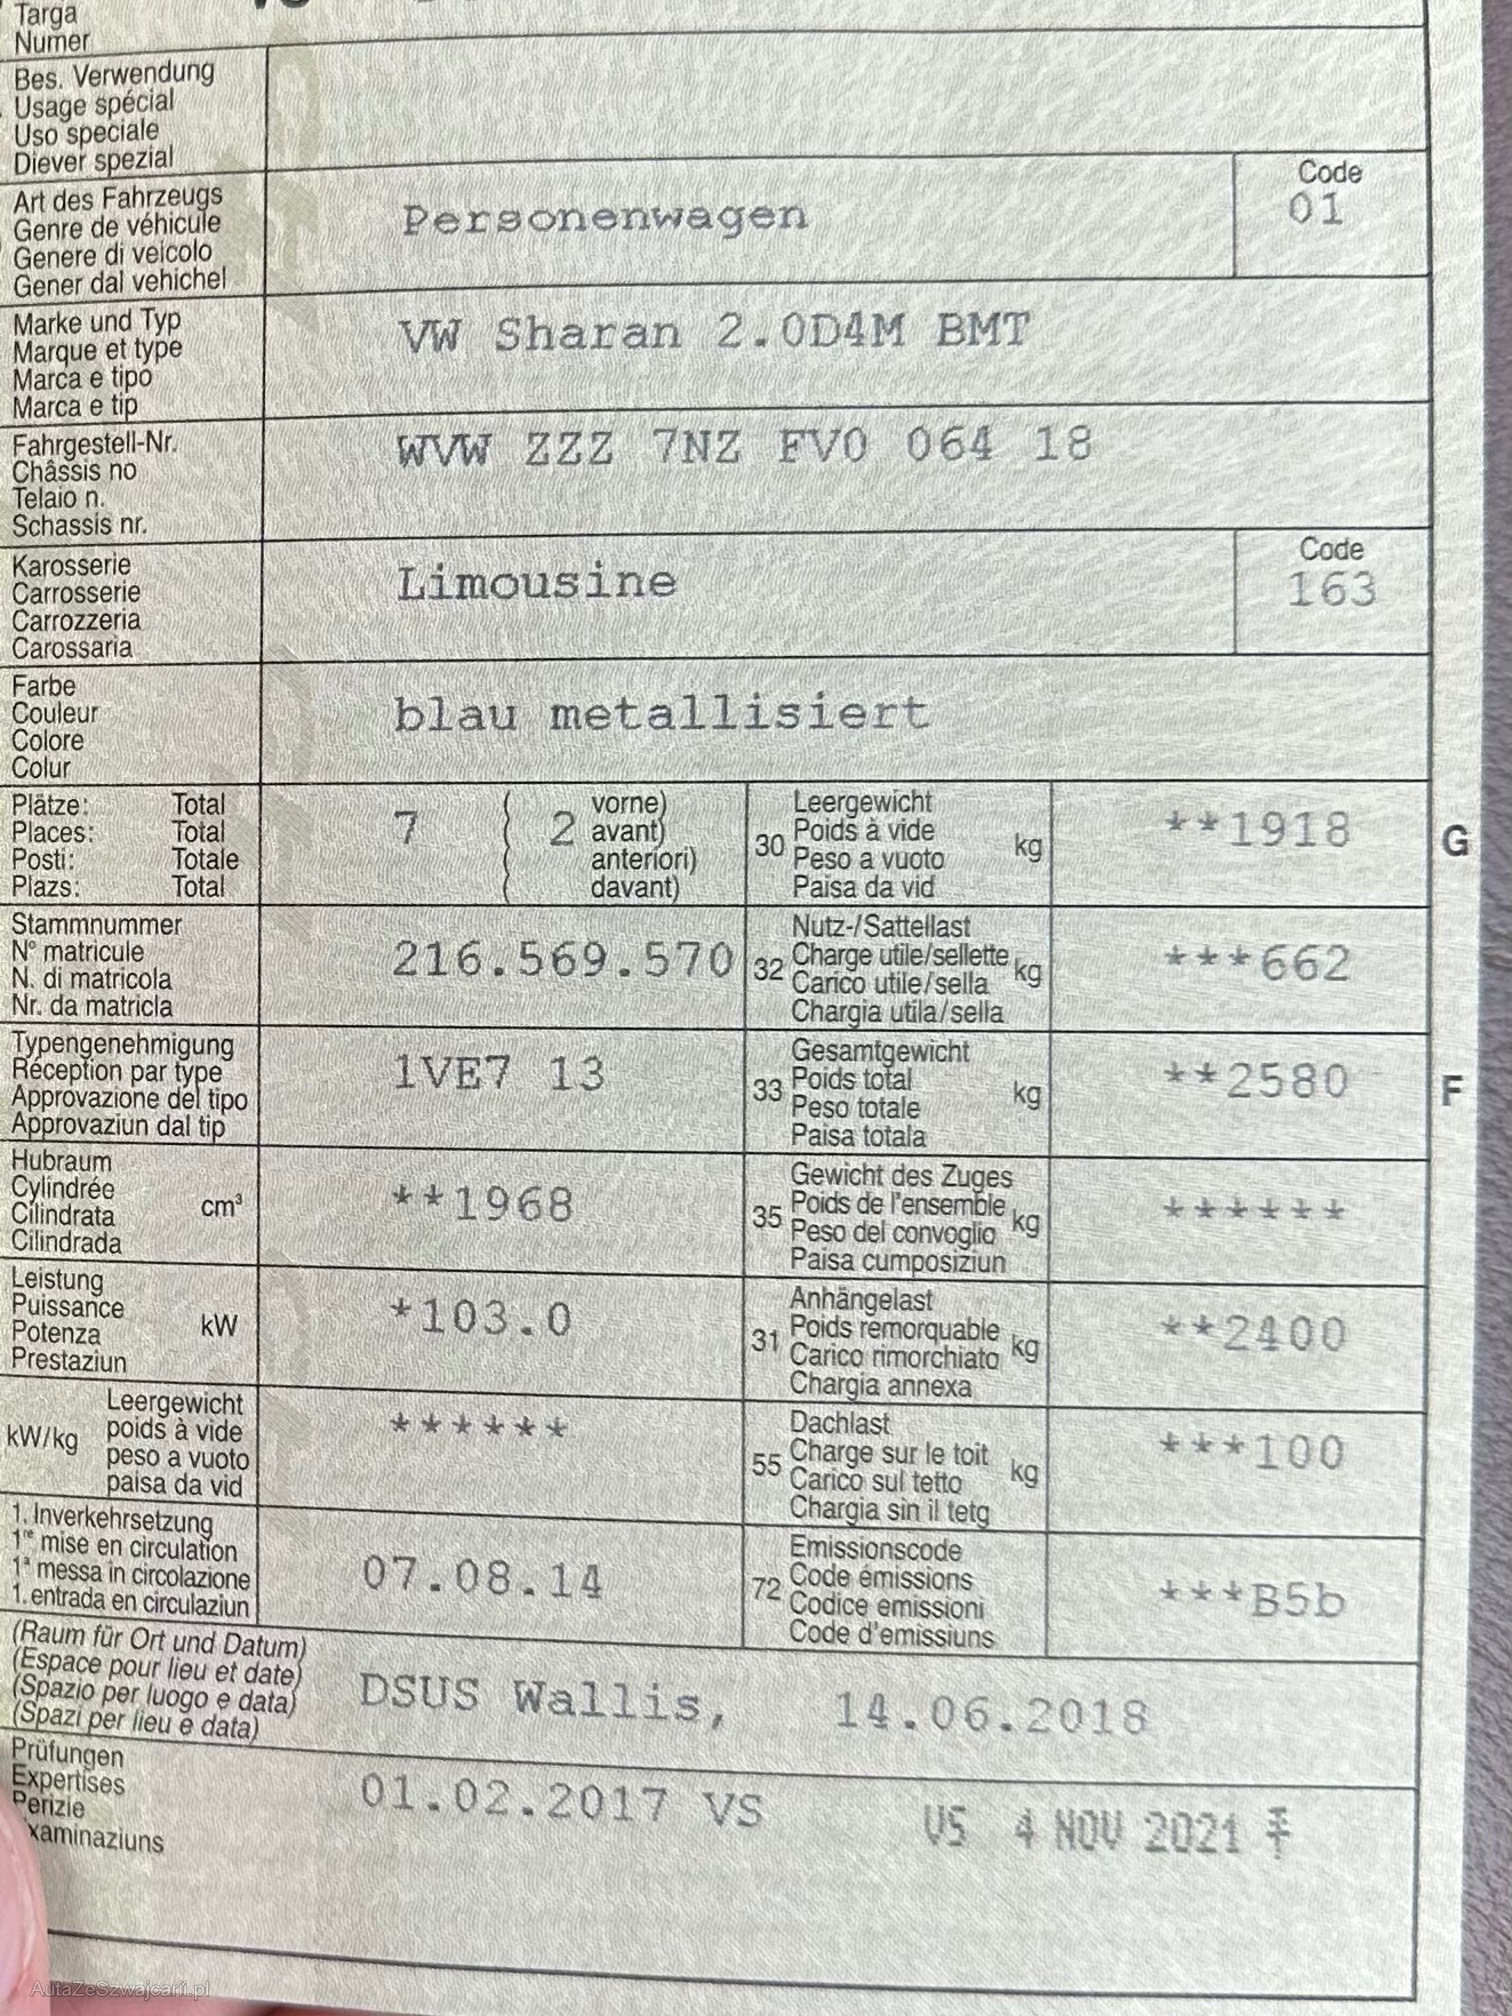 Targa
Numer
Bes. Verwendung
Usage spécial
Uso speciale
Diever spezial
Art des Fahrzeugs
Genre de véhicule
Genere di veicolo
Gener dal vehichel
Personenwagen
Code
01
Marke und Typ
Marque et type
Marca e tipo
Marca e tip
VW Sharan 2.0D4M BMT
Fahrgestell-Nr.
Châssis no
Telaio n.
Schassis nr.
WVW ZZZ 7NZ FV0 064 18
Karosserie
Carrosserie
Carrozzeria
Carossaria
Limousine
Code
163
Farbe
Couleur
Colore
Colur
blau metallisiert
Plätze: Total
Places: Total
Posti: Totale
Plazs: Total
7 ( 2 vorne)
( avant)
( anteriori)
( davant)
30 Leergewicht
Poids à vide
Peso a vuoto
Paisa da vid
kg
**1918
G
Stammnummer
N° matricule
N. di matricola
Nr. da matricla
216.569.570
32 Nutz-/Sattellast
Charge utile/sellette
Carico utile/sella
Chargia utila/sella
kg
***662
Typengenehmigung
Réception par type
Approvazione del tipo
Approvaziun dal tip
1VE7 13
33 Gesamtgewicht
Poids total
Peso totale
Paisa totala
kg
**2580
F
Hubraum
Cylindrée
Cilindrata
Cilindrada
cm³
**1968
35 Gewicht des Zuges
Poids de l'ensemble
Peso del convoglio
Paisa cumposiziun
kg
******
Leistung
Puissance
Potenza
Prestaziun
kW
*103.0
31 Anhängelast
Poids remorquable
Carico rimorchiato
Chargia annexa
kg
**2400
kW/kg
Leergewicht
poids à vide
peso a vuoto
paisa da vid
******
55 Dachlast
Charge sur le toit
Carico sul tetto
Chargia sin il tetg
kg
***100
1. Inverkehrsetzung
1re mise en circulation
1a messa in circolazione
1. entrada en circulaziun
07.08.14
72 Emissionscode
Code émissions
Codice emissioni
Code d'emissiuns
***B5b
(Raum für Ort und Datum)
(Espace pour lieu et date)
(Spazio per luogo e data)
(Spazi per lieu e data)
DSUS Wallis, 14.06.2018
Prüfungen
Expertises
Perizie
xaminaziuns
01.02.2017 VS
VS 4 NOV 2021
AutaZeSzwajcarii.pl